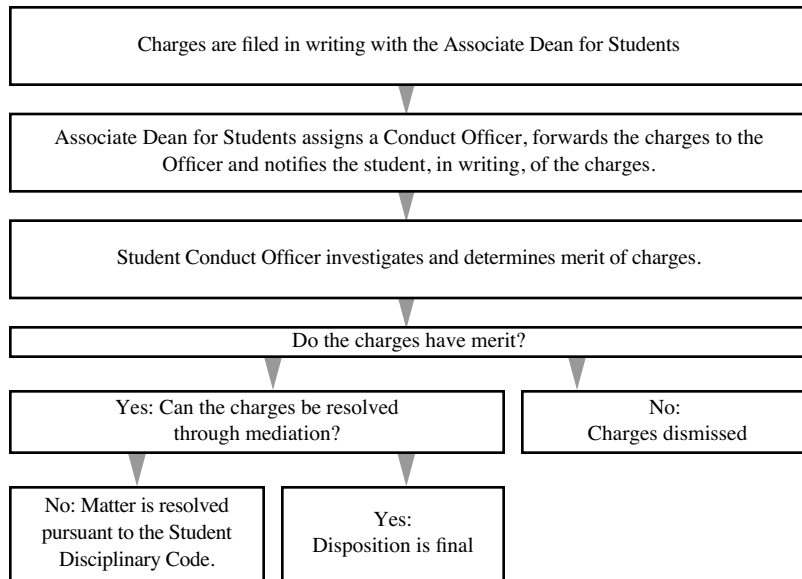 Charges are filed in writing with the Associate Dean for Students
Associate Dean for Students assigns a Conduct Officer, forwards the charges to the
Officer and notifies the student, in writing, of the charges.
Student Conduct Officer investigates and determines merit of charges.
Do the charges have merit?
Yes: Can the charges be resolved
through mediation?
No:
Charges dismissed
No: Matter is resolved
pursuant to the Student
Disciplinary Code.
Yes:
Disposition is final